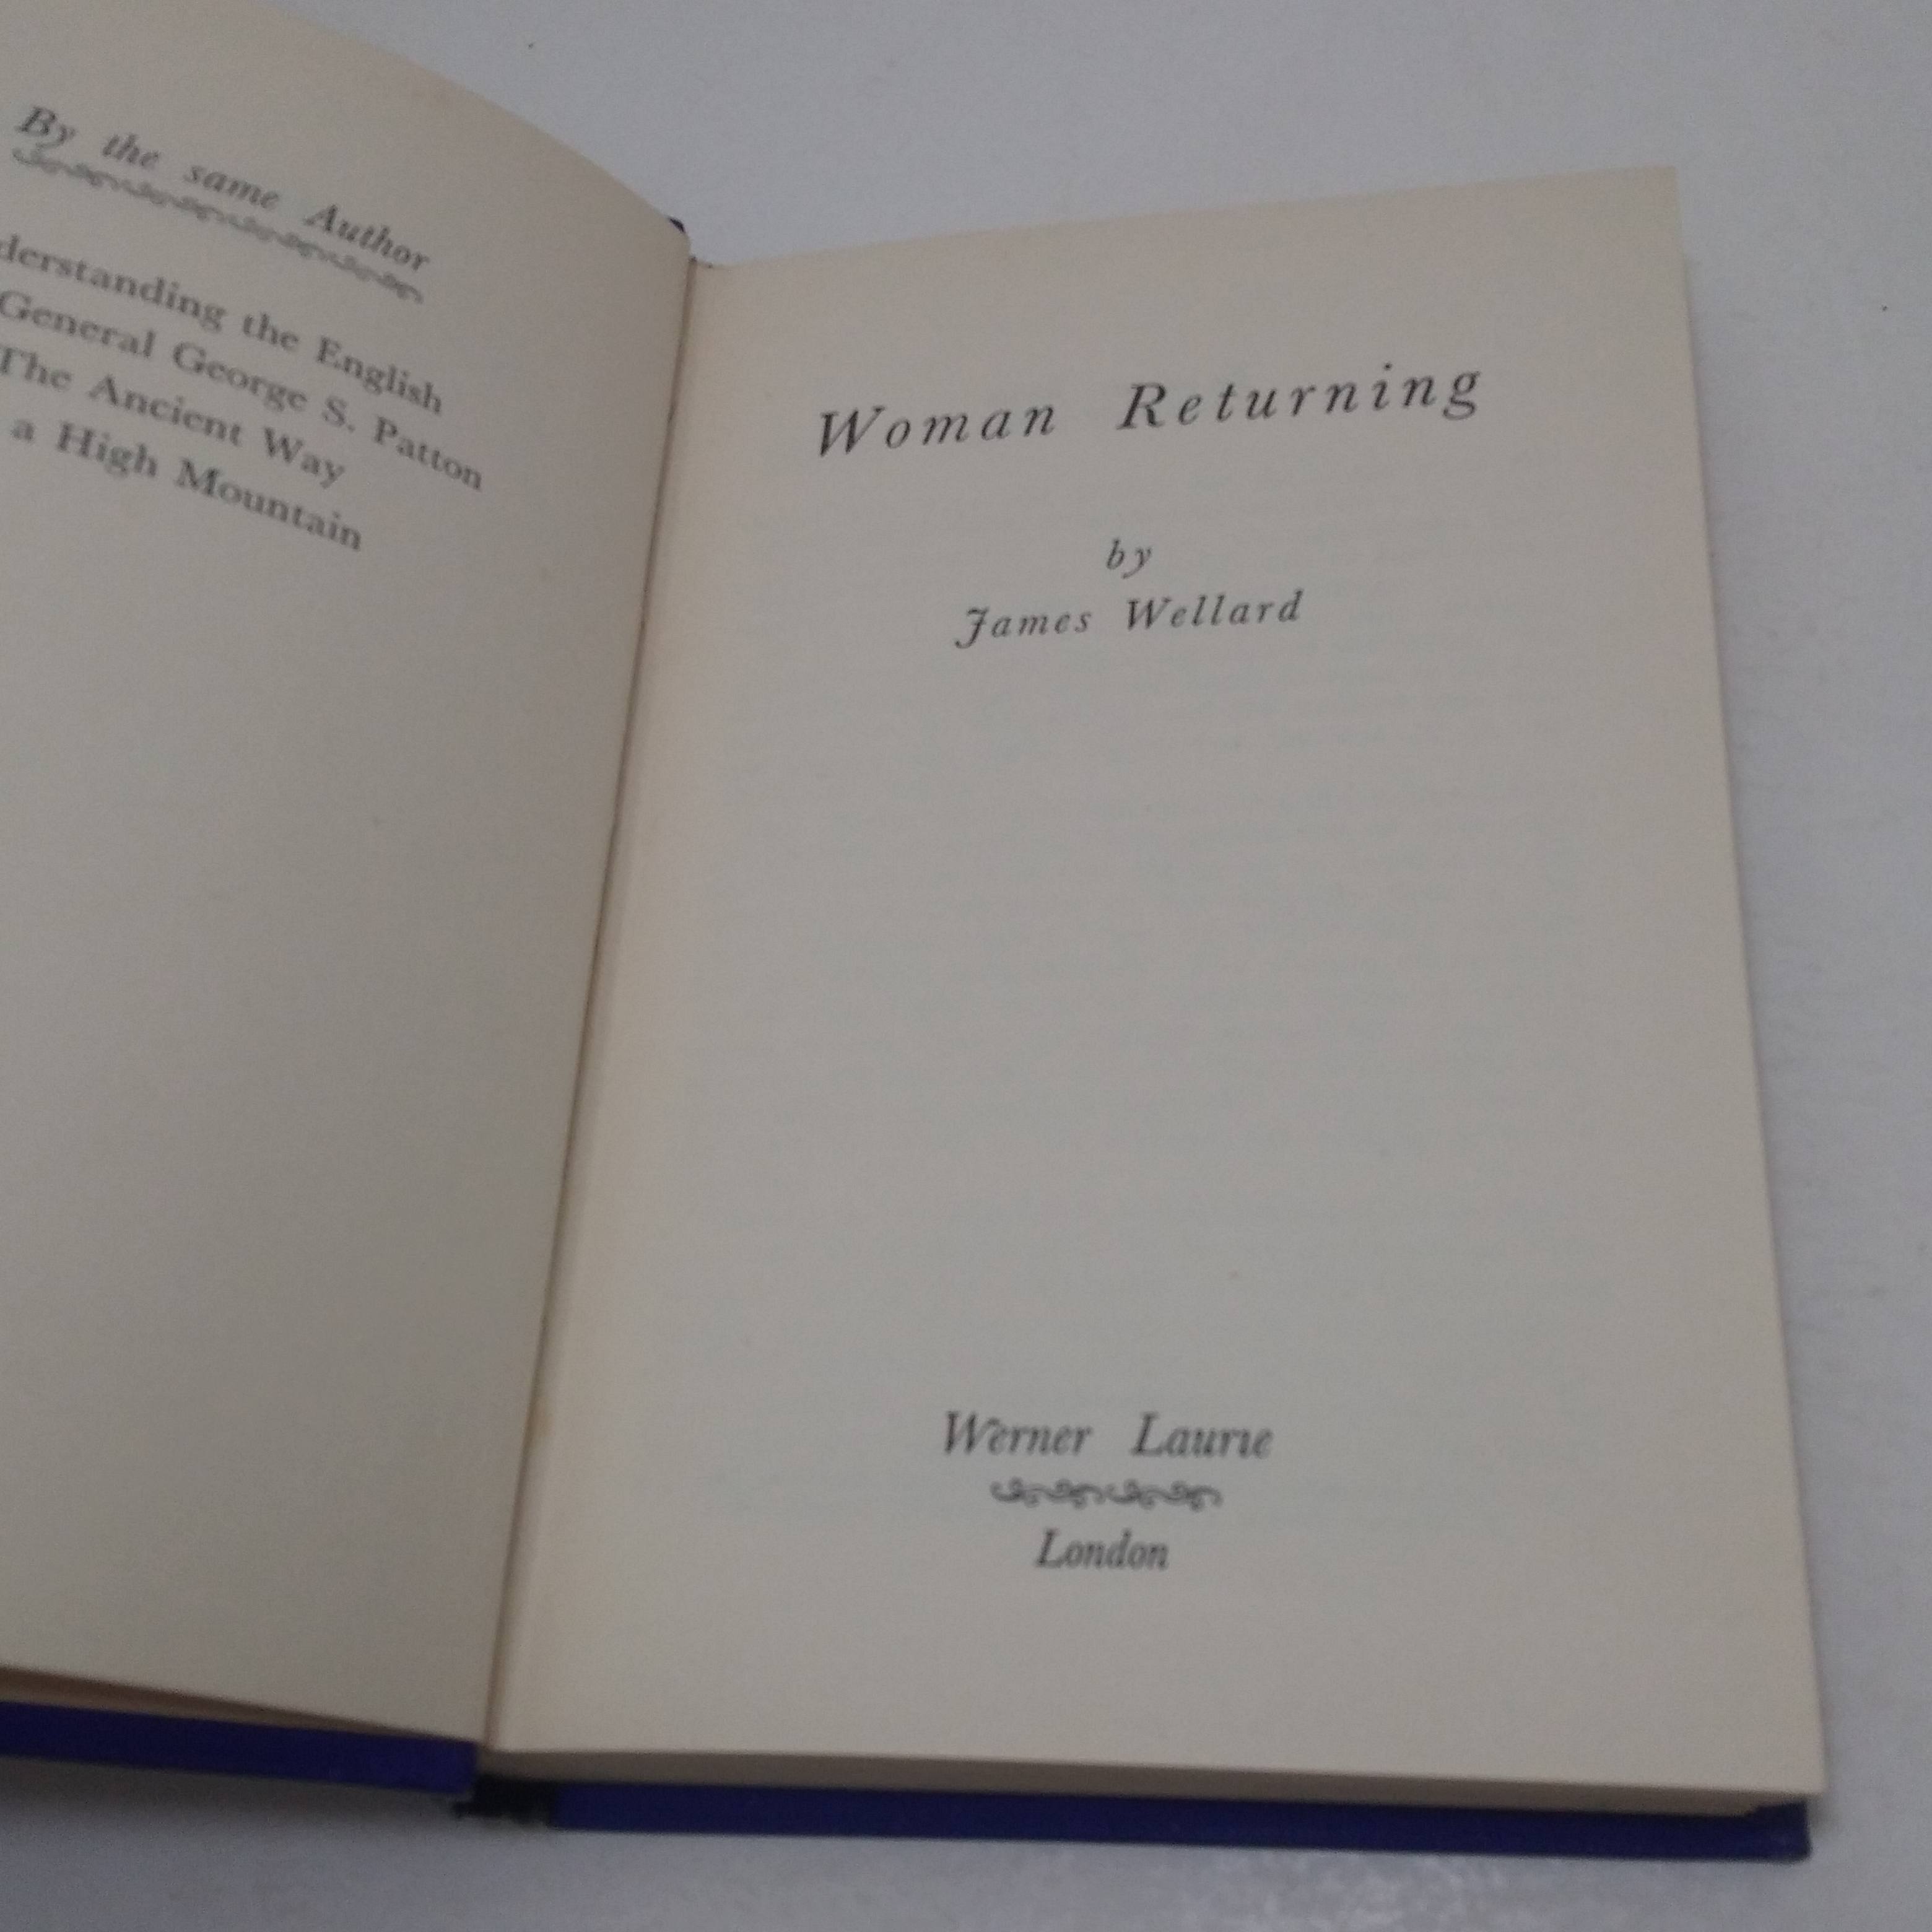 By the same Author
derstanding the English
General George S. Patton
The Ancient Way
a High Mountain
Woman Returning
by
James Wellard
Werner Laurie
London